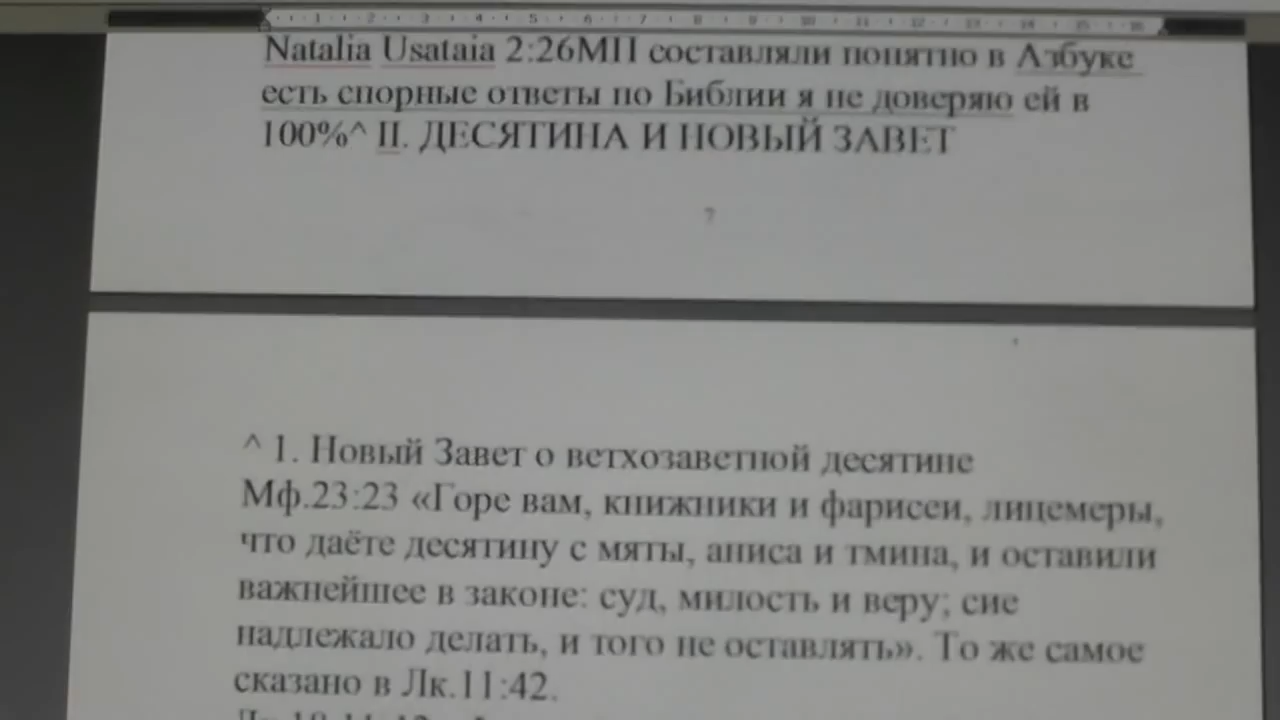 Natalia Usataia 2:26МП составляли понятно в Азбуке
есть спорные ответы по Библии я не доверяю ей в
100%^ II. ДЕСЯТИНА И НОВЫЙ ЗАВЕТ
7
^ 1. Новый Завет о ветхозаветной десятине
Мф.23:23 «Горе вам, книжники и фарисеи, лицемеры,
что даёте десятину с мяты, аниса и тмина, и оставили
важнейшее в законе: суд, милость и веру; сие
надлежало делать, и того не оставлять». То же самое
сказано в Лк.11:42.